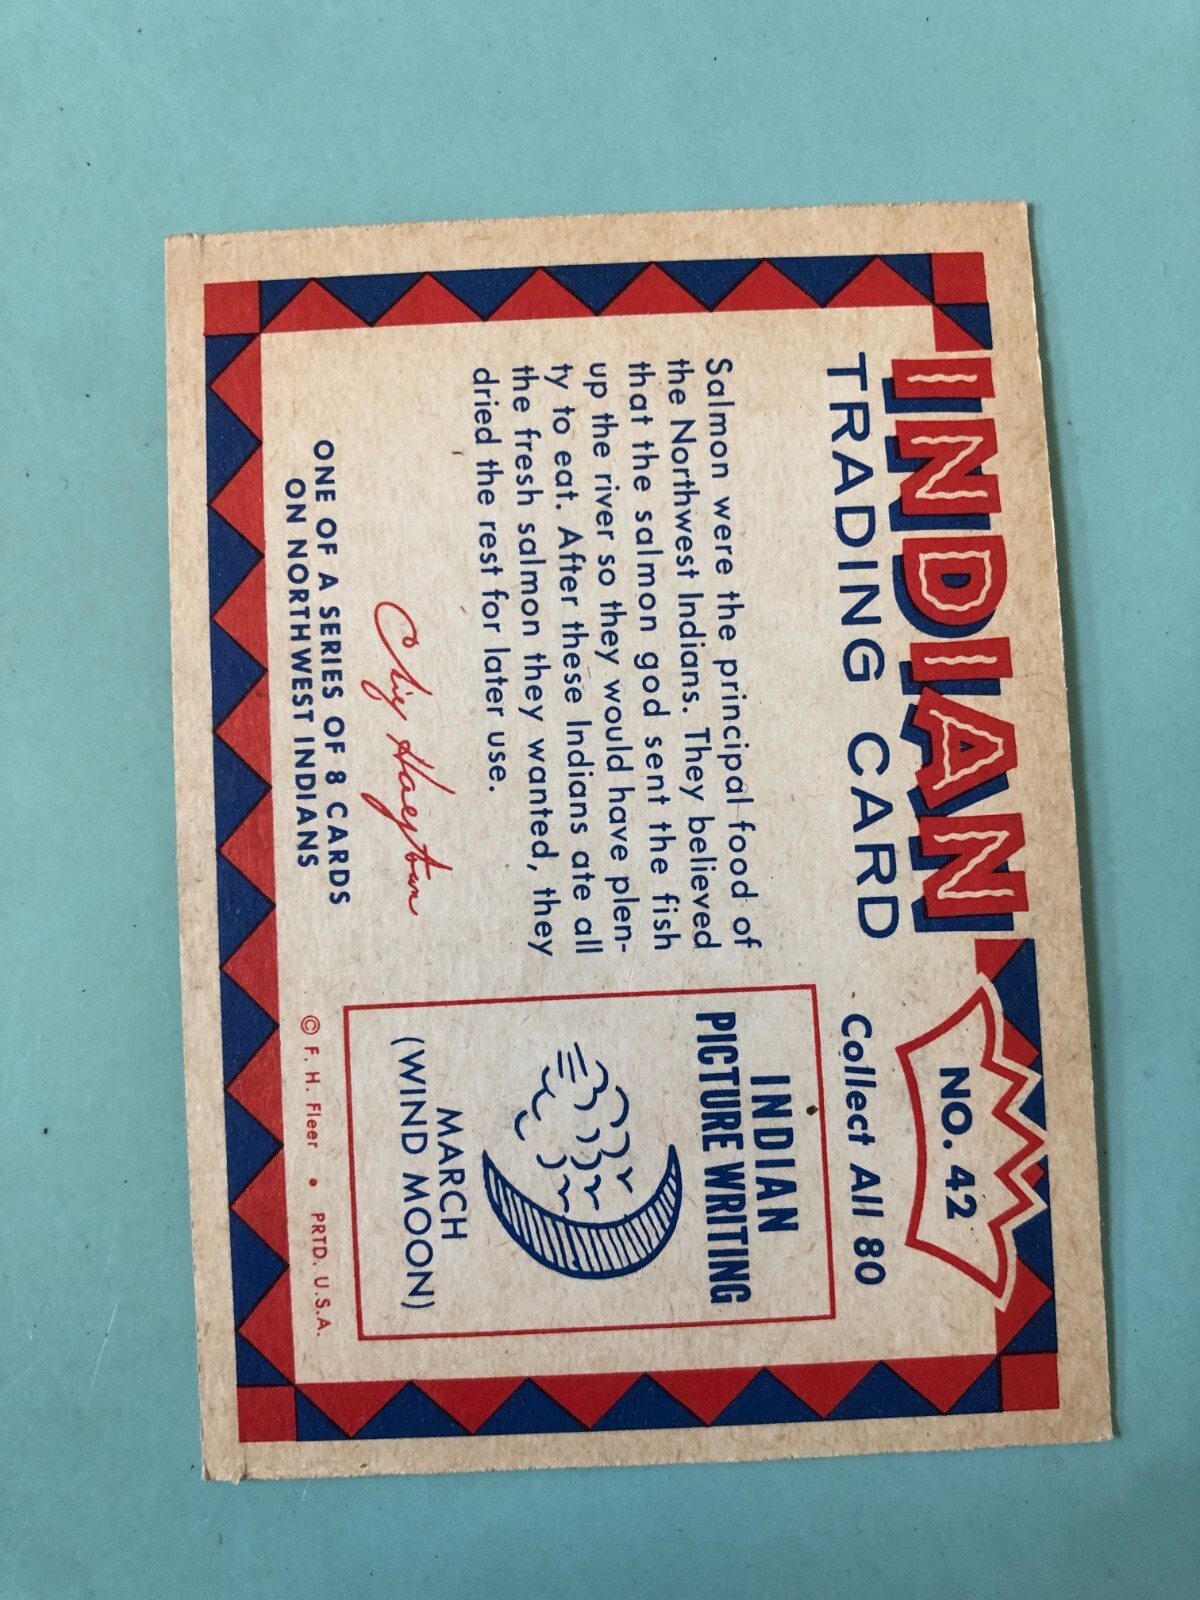 INDIAN
TRADING CARD
NO. 42
Collect All 80
Salmon were the principal food of
the Northwest Indians. They believed
that the salmon god sent the fish
up the river so they would have plen-
ty to eat. After these Indians ate all
the fresh salmon they wanted, they
dried the rest for later use.
ONE OF A SERIES OF 8 CARDS
ON NORTHWEST INDIANS
INDIAN
PICTURE WRITING
MARCH
(WIND MOON)
© F. H. Fleer • PRTD. U.S.A.